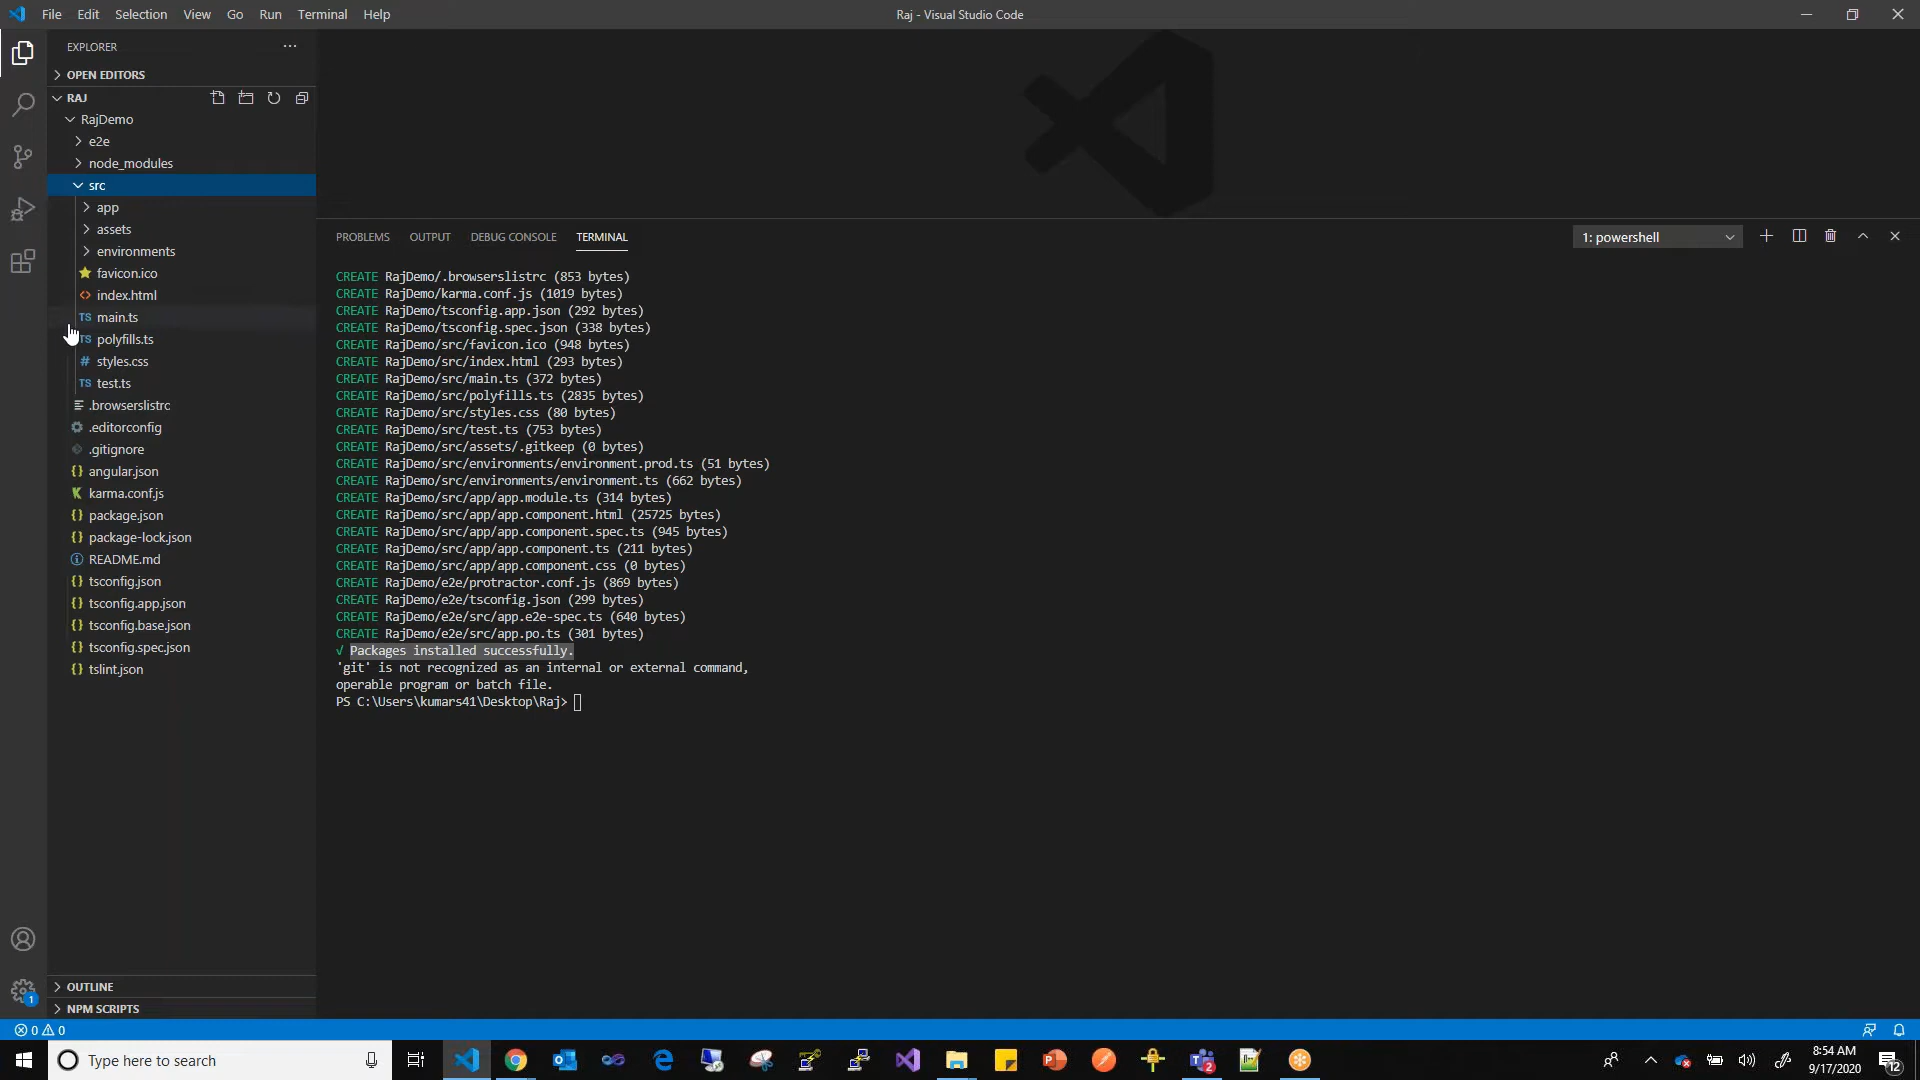 File Edit Selection View Go Run Terminal Help
Raj - Visual Studio Code
EXPLORER
OPEN EDITORS
RAJ
RajDemo
e2e
node_modules
src
app
assets
environments
favicon.ico
<> index.html
TS main.ts
TS polyfills.ts
# styles.css
TS test.ts
.browserslistrc
.editorconfig
.gitignore
{} angular.json
karma.conf.js
{} package.json
{} package-lock.json
README.md
{} tsconfig.json
{} tsconfig.app.json
{} tsconfig.base.json
{} tsconfig.spec.json
{} tslint.json
OUTLINE
NPM SCRIPTS
PROBLEMS OUTPUT DEBUG CONSOLE TERMINAL
1: powershell
CREATE RajDemo/.browserslistrc (853 bytes)
CREATE RajDemo/karma.conf.js (1019 bytes)
CREATE RajDemo/tsconfig.app.json (292 bytes)
CREATE RajDemo/tsconfig.spec.json (338 bytes)
CREATE RajDemo/src/favicon.ico (948 bytes)
CREATE RajDemo/src/index.html (293 bytes)
CREATE RajDemo/src/main.ts (372 bytes)
CREATE RajDemo/src/polyfills.ts (2835 bytes)
CREATE RajDemo/src/styles.css (80 bytes)
CREATE RajDemo/src/test.ts (753 bytes)
CREATE RajDemo/src/assets/.gitkeep (0 bytes)
CREATE RajDemo/src/environments/environment.prod.ts (51 bytes)
CREATE RajDemo/src/environments/environment.ts (662 bytes)
CREATE RajDemo/src/app/app.module.ts (314 bytes)
CREATE RajDemo/src/app/app.component.html (25725 bytes)
CREATE RajDemo/src/app/app.component.spec.ts (945 bytes)
CREATE RajDemo/src/app/app.component.ts (211 bytes)
CREATE RajDemo/src/app/app.component.css (0 bytes)
CREATE RajDemo/e2e/protractor.conf.js (869 bytes)
CREATE RajDemo/e2e/tsconfig.json (299 bytes)
CREATE RajDemo/e2e/src/app.e2e-spec.ts (640 bytes)
CREATE RajDemo/e2e/src/app.po.ts (301 bytes)
√ Packages installed successfully.
'git' is not recognized as an internal or external command,
operable program or batch file.
PS C:\Users\kumars41\Desktop\Raj>
1
0 0
Type here to search
2
8:54 AM
9/17/2020
12